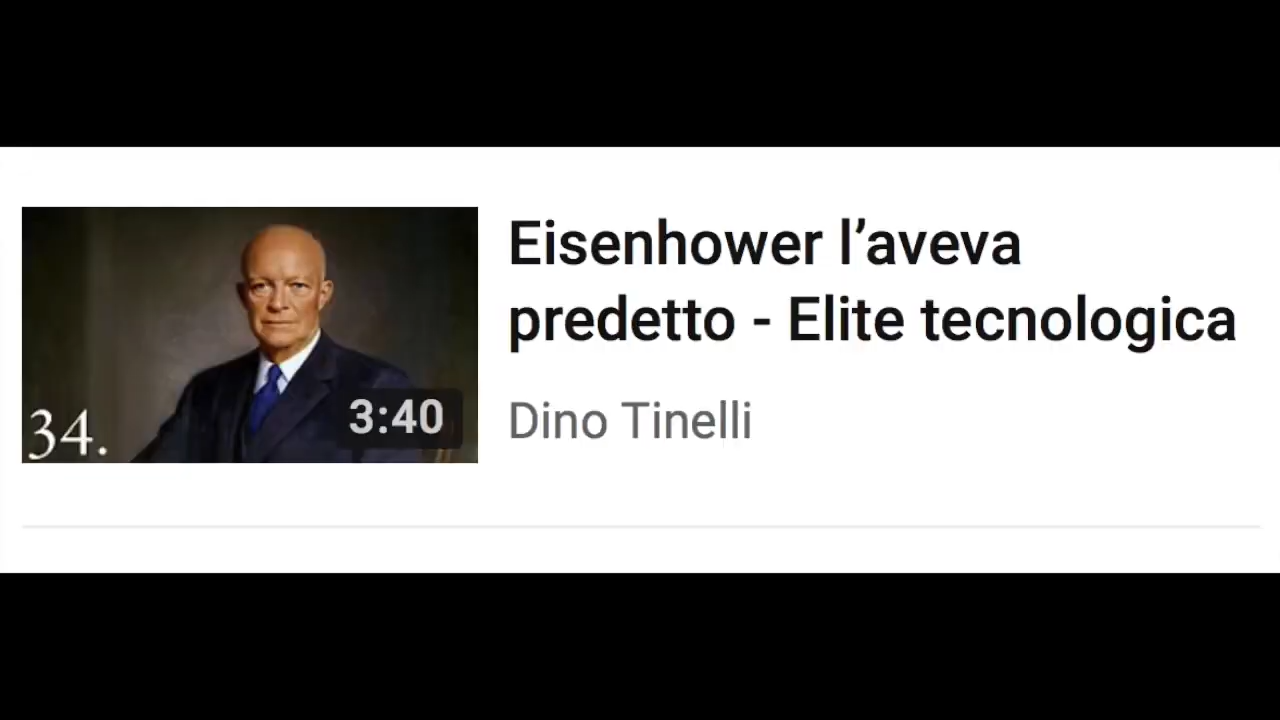 34.
3:40
Eisenhower l’aveva
predetto - Elite tecnologica
Dino Tinelli